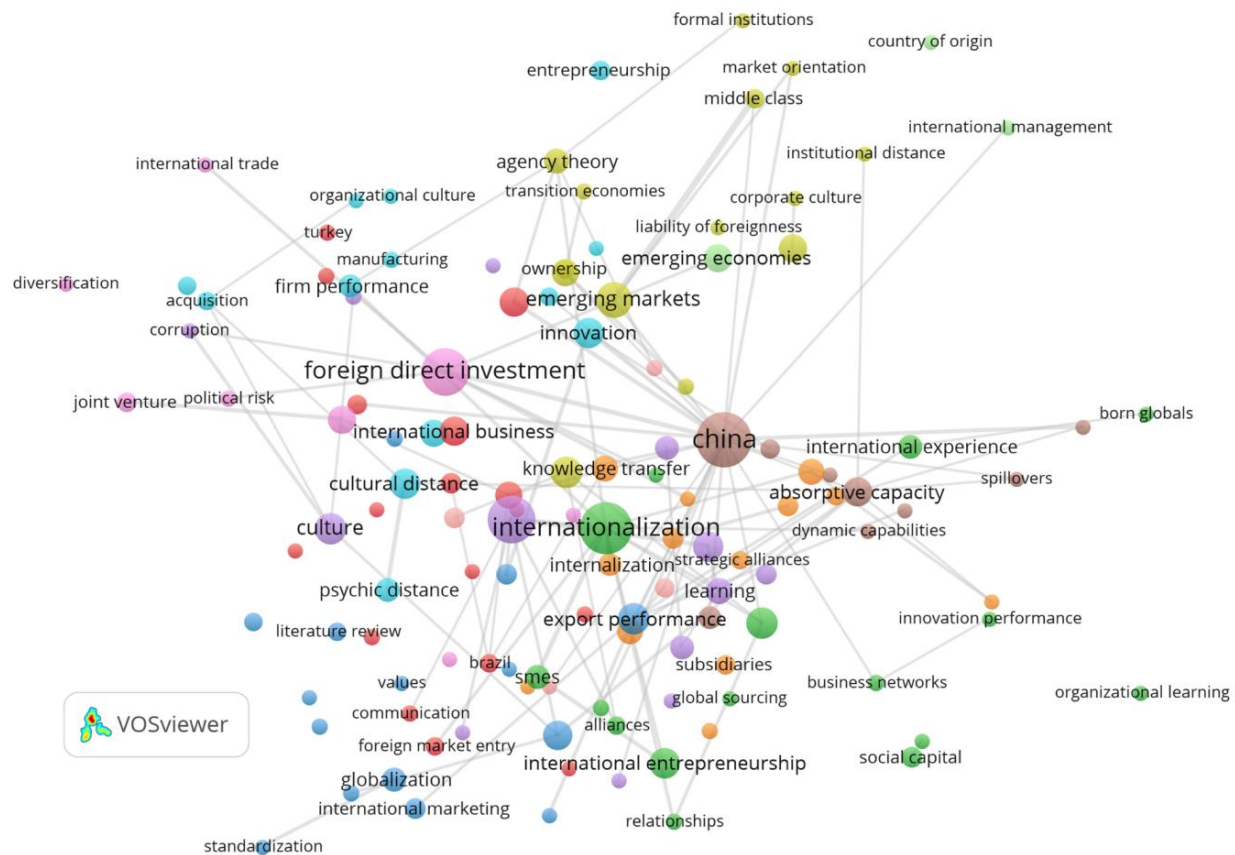 formal institutions
country of origin
entrepreneurship
market orientation
middle class
international management
international trade
agency theory
institutional distance
organizational culture
transition economies
corporate culture
turkey
liability of foreignness
manufacturing
emerging economies
ownership
diversification
firm performance
acquisition
emerging markets
corruption
innovation
foreign direct investment
joint venture
political risk
born globals
international business
china
international experience
knowledge transfer
spillovers
cultural distance
absorptive capacity
culture
internationalization
dynamic capabilities
strategic alliances
internalization
psychic distance
learning
literature review
export performance
innovation performance
brazil
subsidiaries
smes
values
business networks
organizational learning
global sourcing
communication
VOSviewer
alliances
foreign market entry
social capital
international entrepreneurship
globalization
international marketing
relationships
standardization